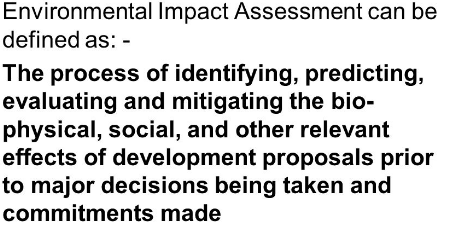 Environmental Impact Assessment can be
defined as: -
The process of identifying, predicting,
evaluating and mitigating the bio-
physical, social, and other relevant
effects of development proposals prior
to major decisions being taken and
commitments made